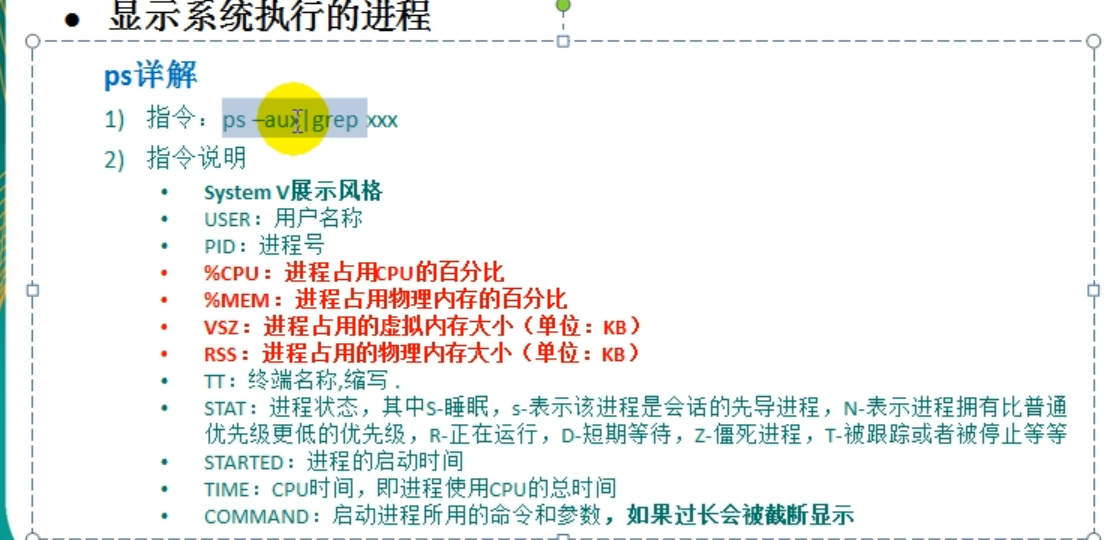 ● 显示系统执行的进程
ps详解
1) 指令：ps –aux|grep xxx
2) 指令说明
• System V展示风格
• USER：用户名称
• PID：进程号
• %CPU：进程占用CPU的百分比
• %MEM：进程占用物理内存的百分比
• VSZ：进程占用的虚拟内存大小（单位：KB）
• RSS：进程占用的物理内存大小（单位：KB）
• TT：终端名称,缩写 .
• STAT：进程状态，其中S-睡眠，s-表示该进程是会话的先导进程，N-表示进程拥有比普通
优先级更低的优先级，R-正在运行，D-短期等待，Z-僵死进程，T-被跟踪或者被停止等等
• STARTED：进程的启动时间
• TIME：CPU时间，即进程使用CPU的总时间
• COMMAND：启动进程所用的命令和参数，如果过长会被截断显示